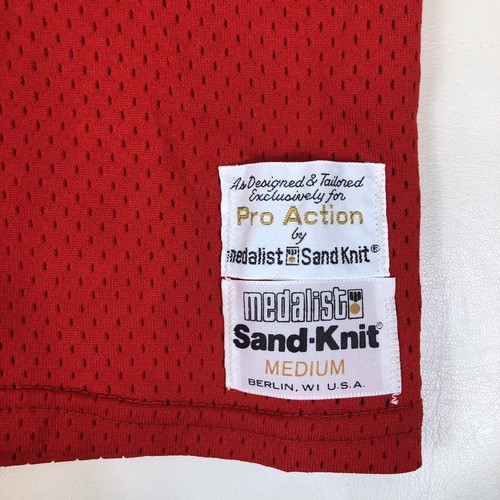 As Designed & Tailored
Exclusively for
Pro Action
by
medalist Sand Knit®
medalist
Sand-Knit®
MEDIUM
BERLIN, WI U.S.A.